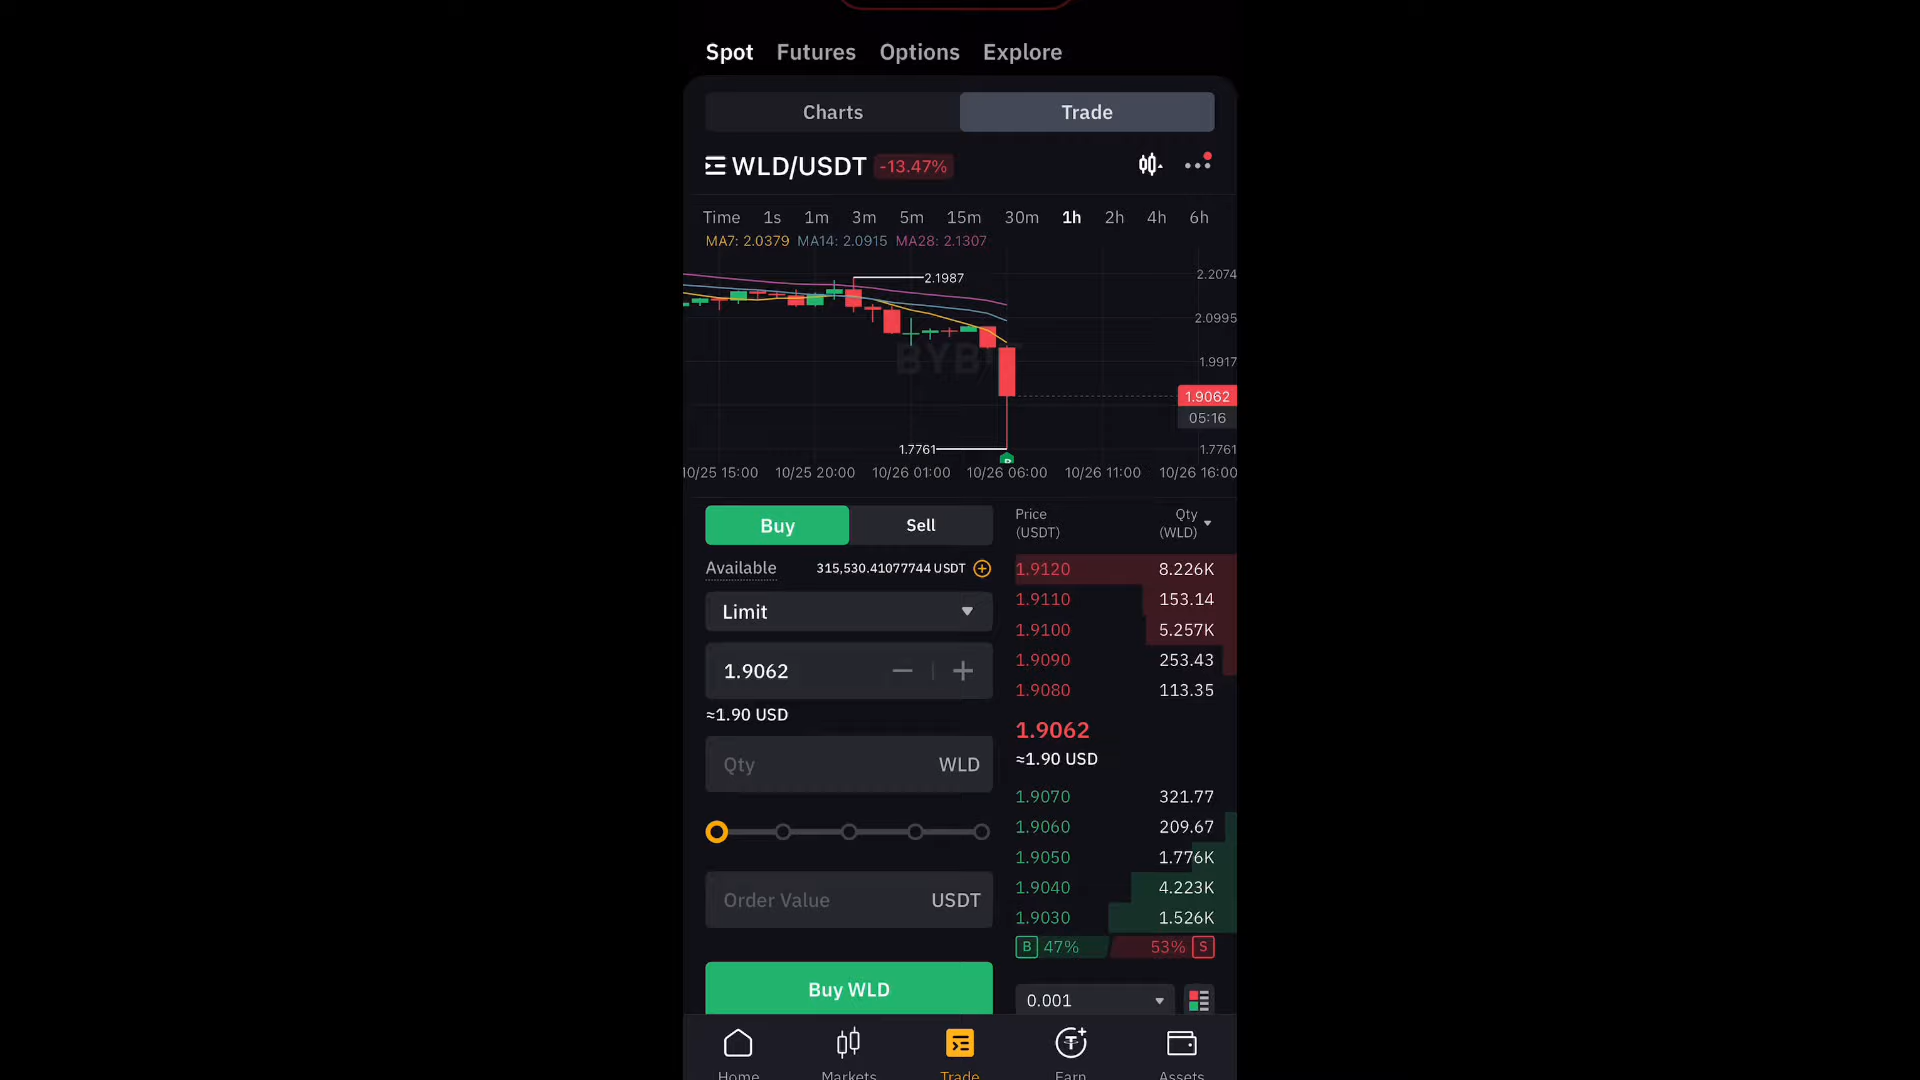 Spot Futures Options Explore
Charts Trade
WLD/USDT -13.47%
Time 1s 1m 3m 5m 15m 30m 1h 2h 4h 6h
MA7: 2.0379 MA14: 2.0915 MA28: 2.1307
2.1987
2.2074
2.0995
1.9917
BYB
1.9062
05:16
1.7761
1.7761
10/25 15:00 10/25 20:00 10/26 01:00 10/26 06:00 10/26 11:00 10/26 16:00
Buy Sell
Available 315,530.41077744 USDT
Limit
1.9062
≈1.90 USD
Qty WLD
Order Value USDT
Buy WLD
Price Qty
(USDT) (WLD)
1.9120 8.226K
1.9110 153.14
1.9100 5.257K
1.9090 253.43
1.9080 113.35
1.9062
≈1.90 USD
1.9070 321.77
1.9060 209.67
1.9050 1.776K
1.9040 4.223K
1.9030 1.526K
B 47% 53% S
0.001
Home Markets Trade Earn Assets